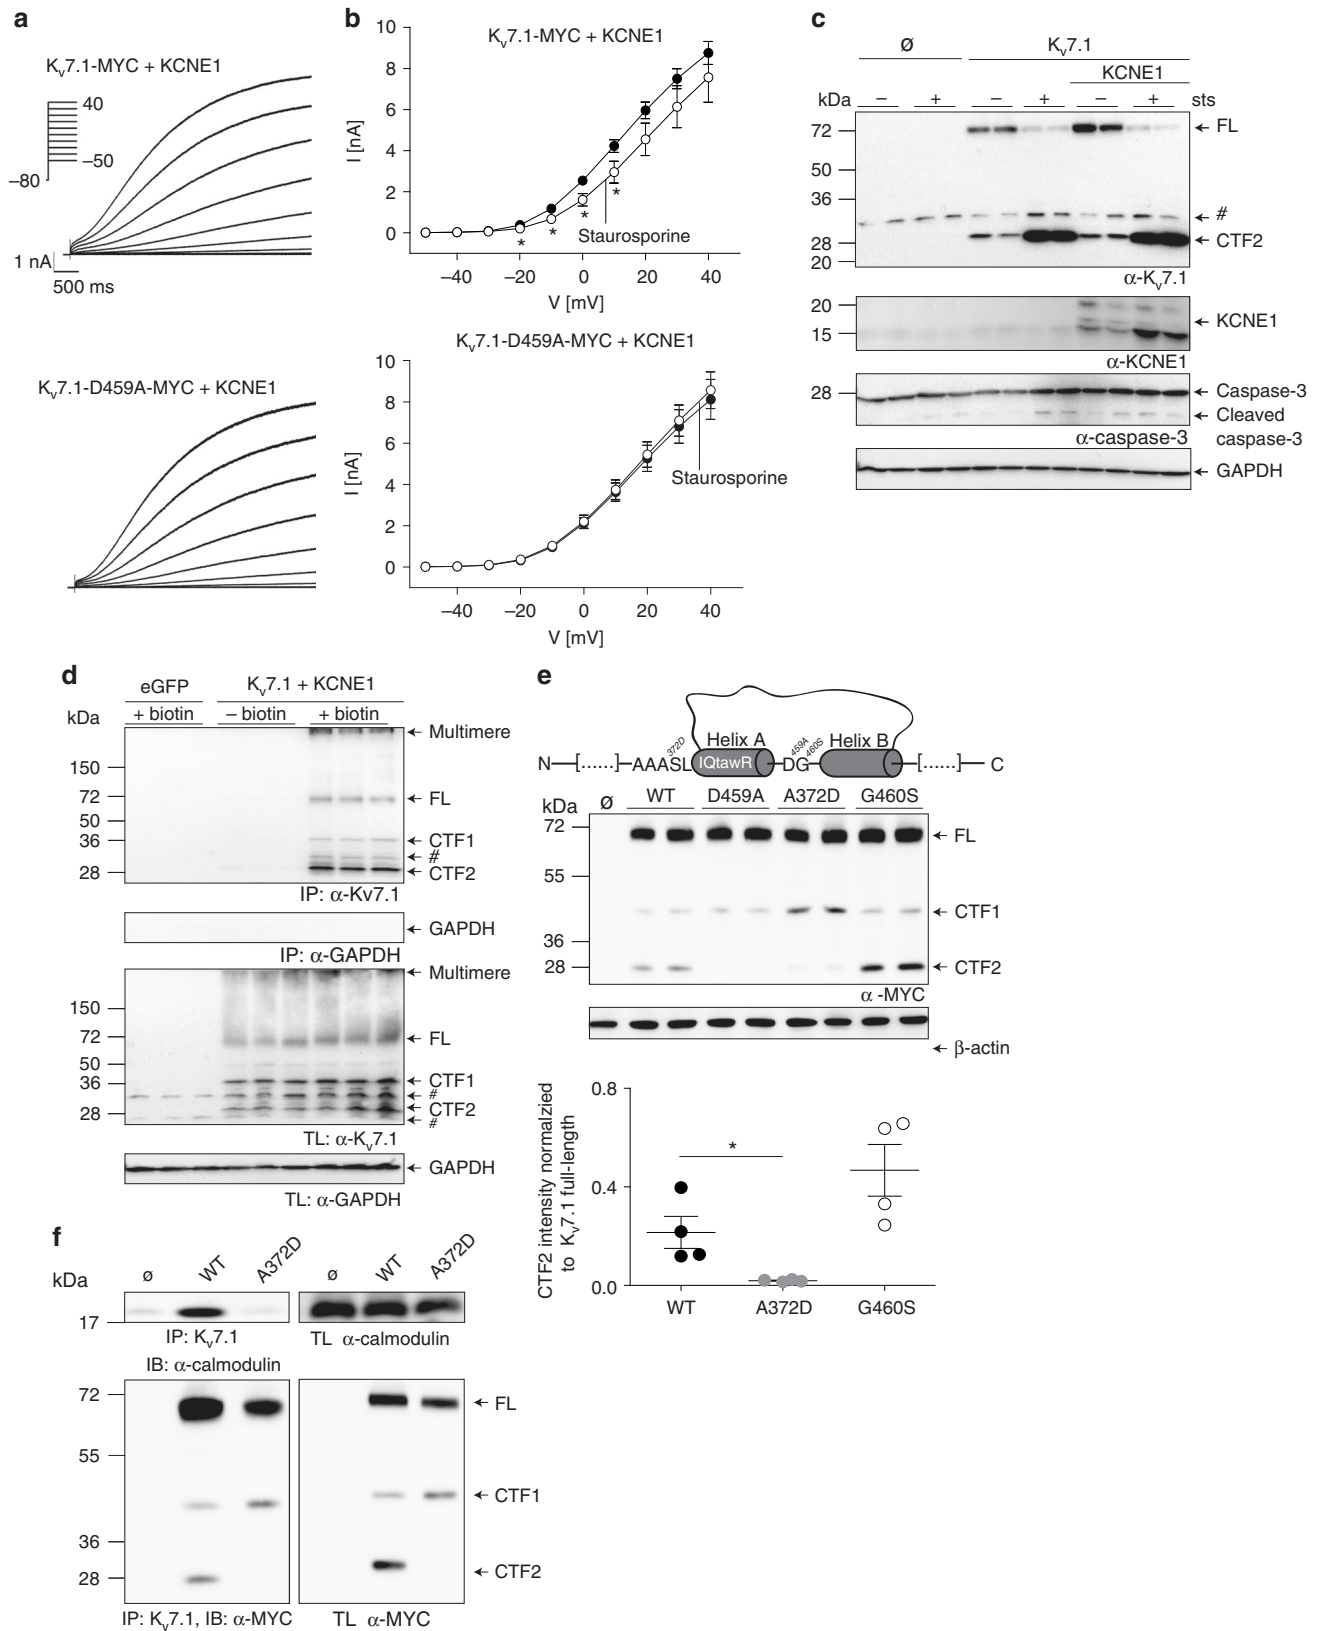 a
Kv7.1-MYC + KCNE1
40
−50
−80
1 nA
500 ms
Kv7.1-D459A-MYC + KCNE1
b
Kv7.1-MYC + KCNE1
10
8
6
4
2
0
I [nA]
* * * *
Staurosporine
−40 −20 0 20 40
V [mV]
Kv7.1-D459A-MYC + KCNE1
10
8
6
4
2
0
I [nA]
Staurosporine
−40 −20 0 20 40
V [mV]
c
Ø Kv7.1
KCNE1
kDa − + − + − + sts
72 FL
50
36
#
28 CTF2
20
α-Kv7.1
20
KCNE1
15
α-KCNE1
28 Caspase-3
Cleaved
caspase-3
α-caspase-3
GAPDH
d
eGFP Kv7.1 + KCNE1
kDa + biotin − biotin + biotin
Multimere
150
72 FL
50
36 CTF1
#
28 CTF2
IP: α-Kv7.1
GAPDH
IP: α-GAPDH
Multimere
150
72 FL
50
36 CTF1
#
28 CTF2
#
TL: α-Kv7.1
GAPDH
TL: α-GAPDH
e
Helix A Helix B
372D 459A 460S
N—[......]—AAASL IQtawR DG [......]— C
kDa Ø WT D459A A372D G460S
72 FL
55
CTF1
36
28 CTF2
α -MYC
β-actin
CTF2 intensity normalzied
to Kv7.1 full-length
0.8
0.4
0.0
*
WT A372D G460S
f
kDa ø WT A372D ø WT A372D
17
IP: Kv7.1 TL α-calmodulin
IB: α-calmodulin
72 FL
55
CTF1
36
28 CTF2
IP: Kv7.1, IB: α-MYC TL α-MYC